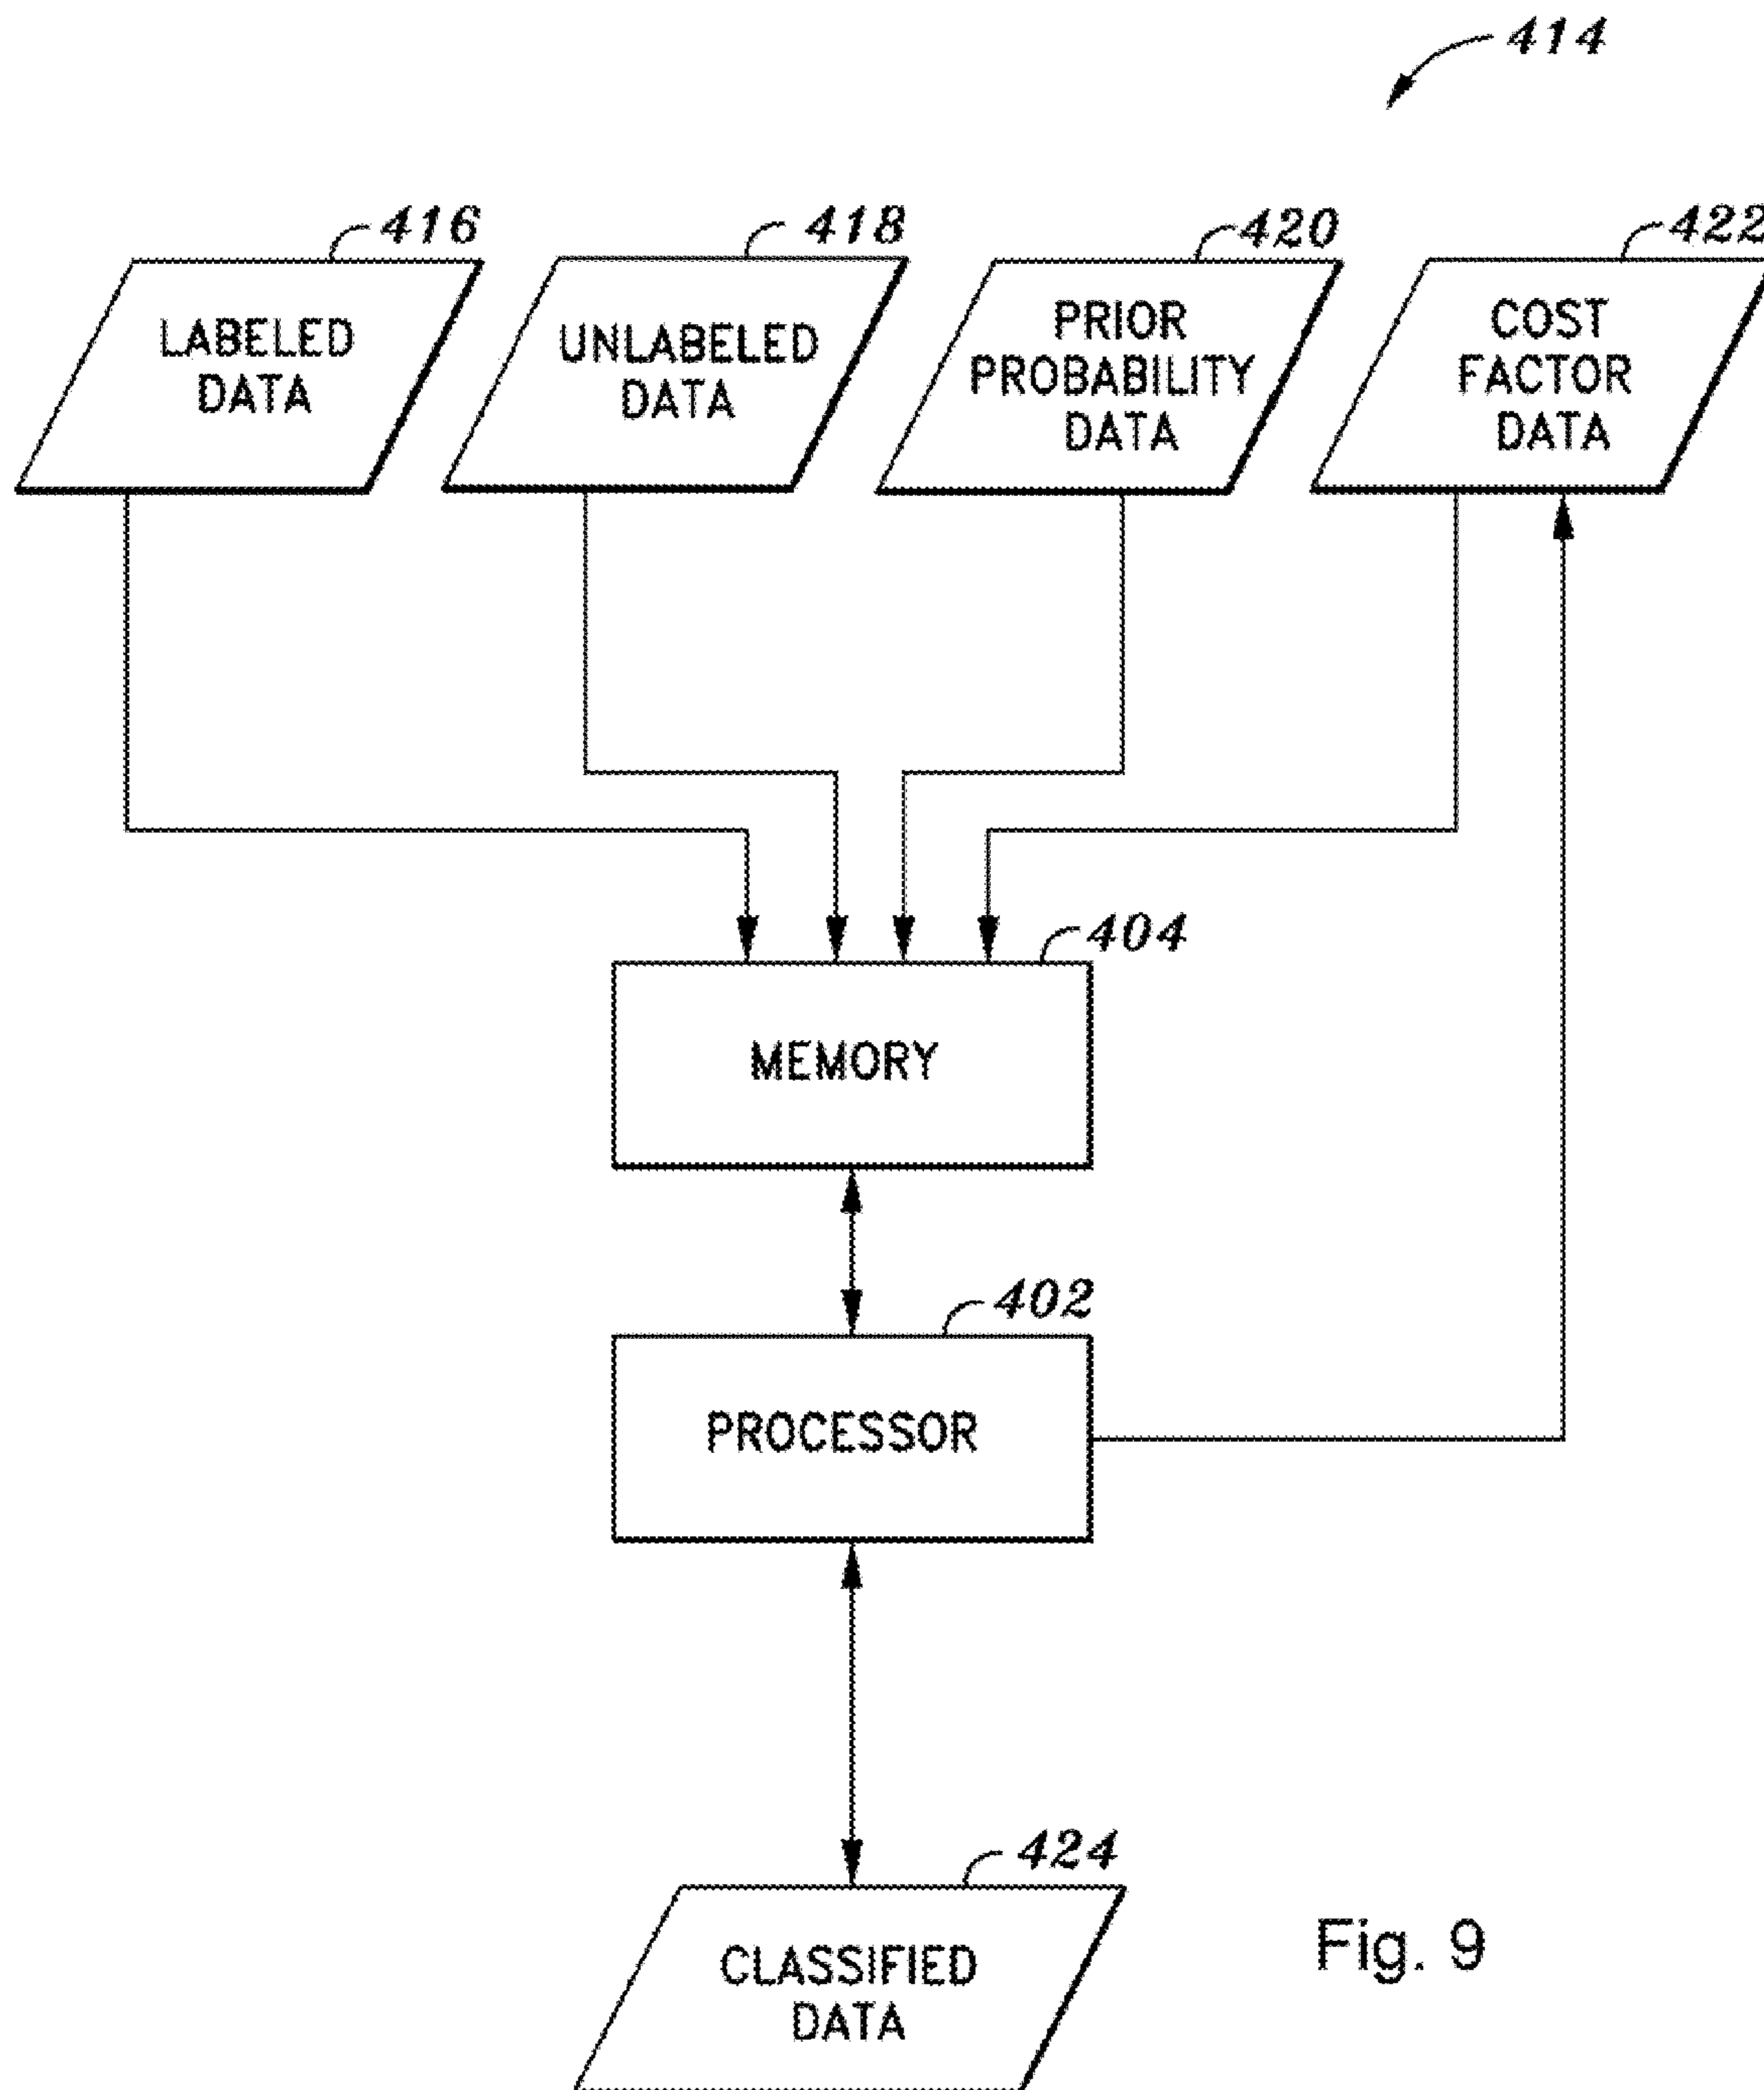 414
416
418
420
422
LABELED
DATA
UNLABELED
DATA
PRIOR
PROBABILITY
DATA
COST
FACTOR
DATA
404
MEMORY
402
PROCESSOR
424
CLASSIFIED
DATA
Fig. 9